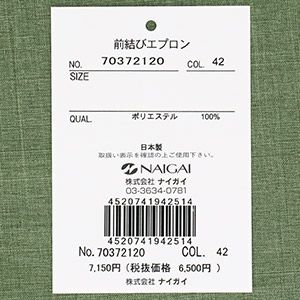 前結びエプロン
NO. 70372120 COL. 42
SIZE
QUAL. ポリエステル 100%
日本製
取扱い表示を確認の上ご使用下さい。
NAIGAI
株式会社 ナイガイ
03-3634-0781
4520741942514
4520741942514
No.70372120 COL. 42
7,150円(税抜価格 6,500円)
株式会社 ナイガイ